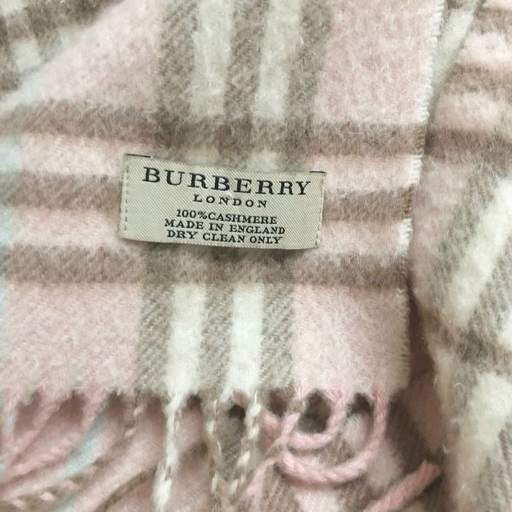 BURBERRY
LONDON
100%CASHMERE
MADE IN ENGLAND
DRY CLEAN ONLY